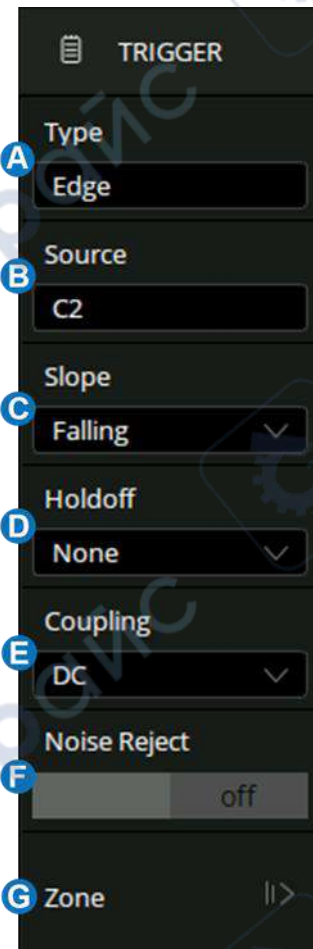 TRIGGER
Type
A
Edge
Source
B
C2
Slope
C
Falling
Holdoff
D
None
Coupling
E
DC
Noise Reject
F
off
G Zone